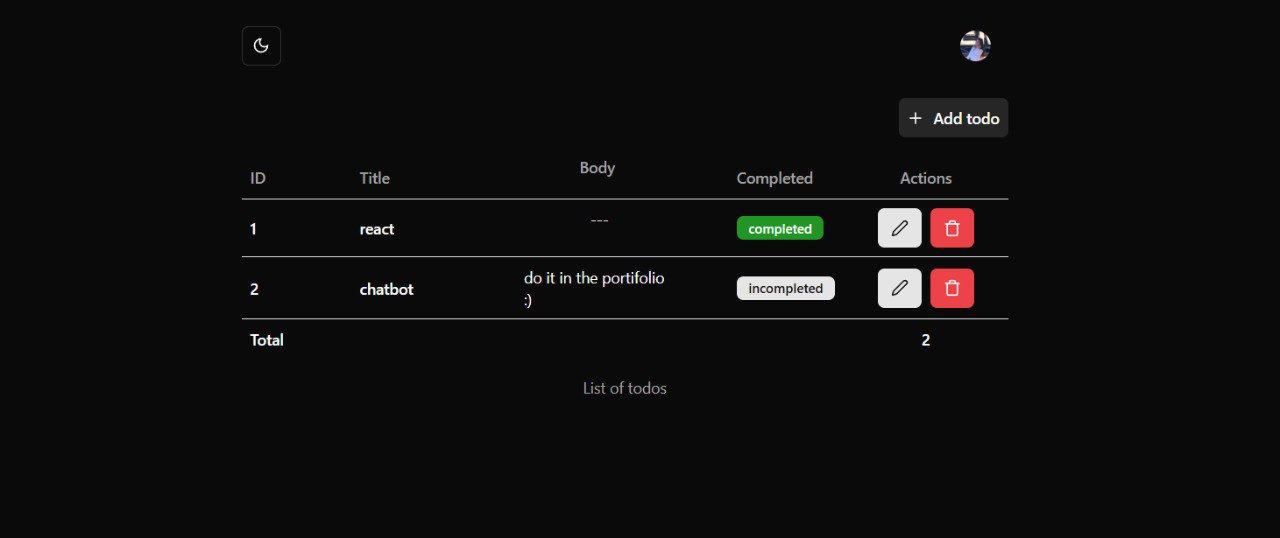 Add todo
ID Title Body Completed Actions
1 react --- completed
2 chatbot do it in the portifolio
:) incompleted
Total 2
List of todos